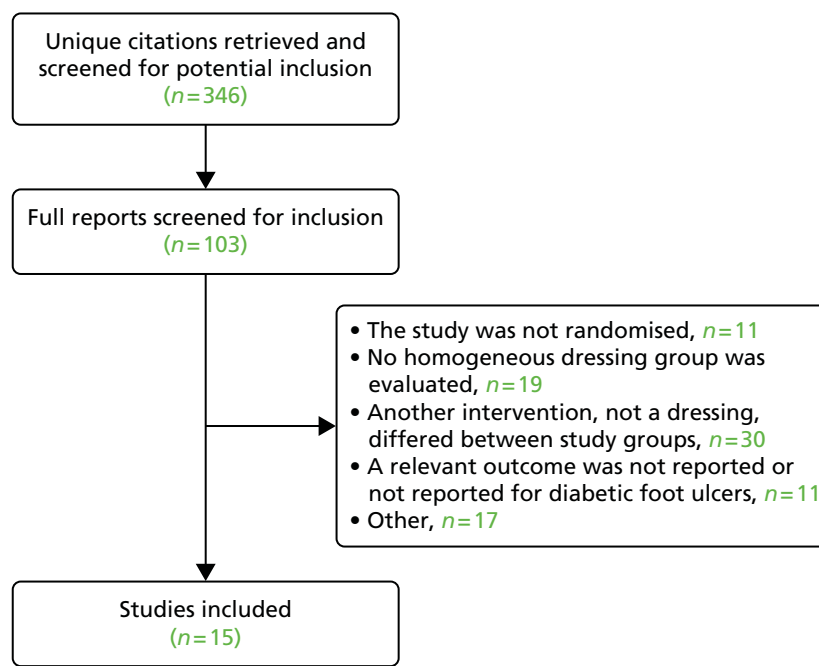 Unique citations retrieved and
screened for potential inclusion
(n=346)
Full reports screened for inclusion
(n=103)
• The study was not randomised, n=11
• No homogeneous dressing group was
evaluated, n=19
• Another intervention, not a dressing,
differed between study groups, n=30
• A relevant outcome was not reported or
not reported for diabetic foot ulcers, n=11
• Other, n=17
Studies included
(n=15)